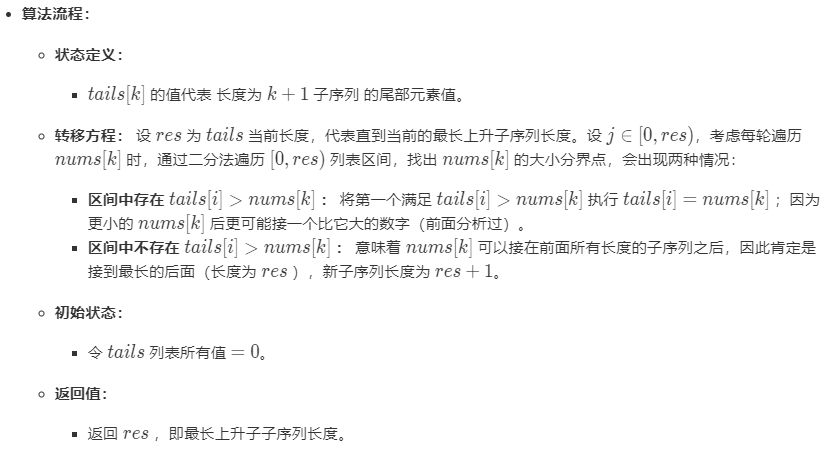 算法流程：
状态定义：
tails[k] 的值代表 长度为 k + 1 子序列 的尾部元素值。
转移方程： 设 res 为 tails 当前长度，代表直到当前的最长上升子序列长度。设 j ∈ [0, res)，考虑每轮遍历
nums[k] 时，通过二分法遍历 [0, res) 列表区间，找出 nums[k] 的大小分界点，会出现两种情况：
区间中存在 tails[i] > nums[k] ： 将第一个满足 tails[i] > nums[k] 执行 tails[i] = nums[k] ；因为
更小的 nums[k] 后更可能接一个比它大的数字（前面分析过）。
区间中不存在 tails[i] > nums[k] ： 意味着 nums[k] 可以接在前面所有长度的子序列之后，因此肯定是
接到最长的后面（长度为 res ），新子序列长度为 res + 1。
初始状态：
令 tails 列表所有值 = 0。
返回值：
返回 res ，即最长上升子子序列长度。